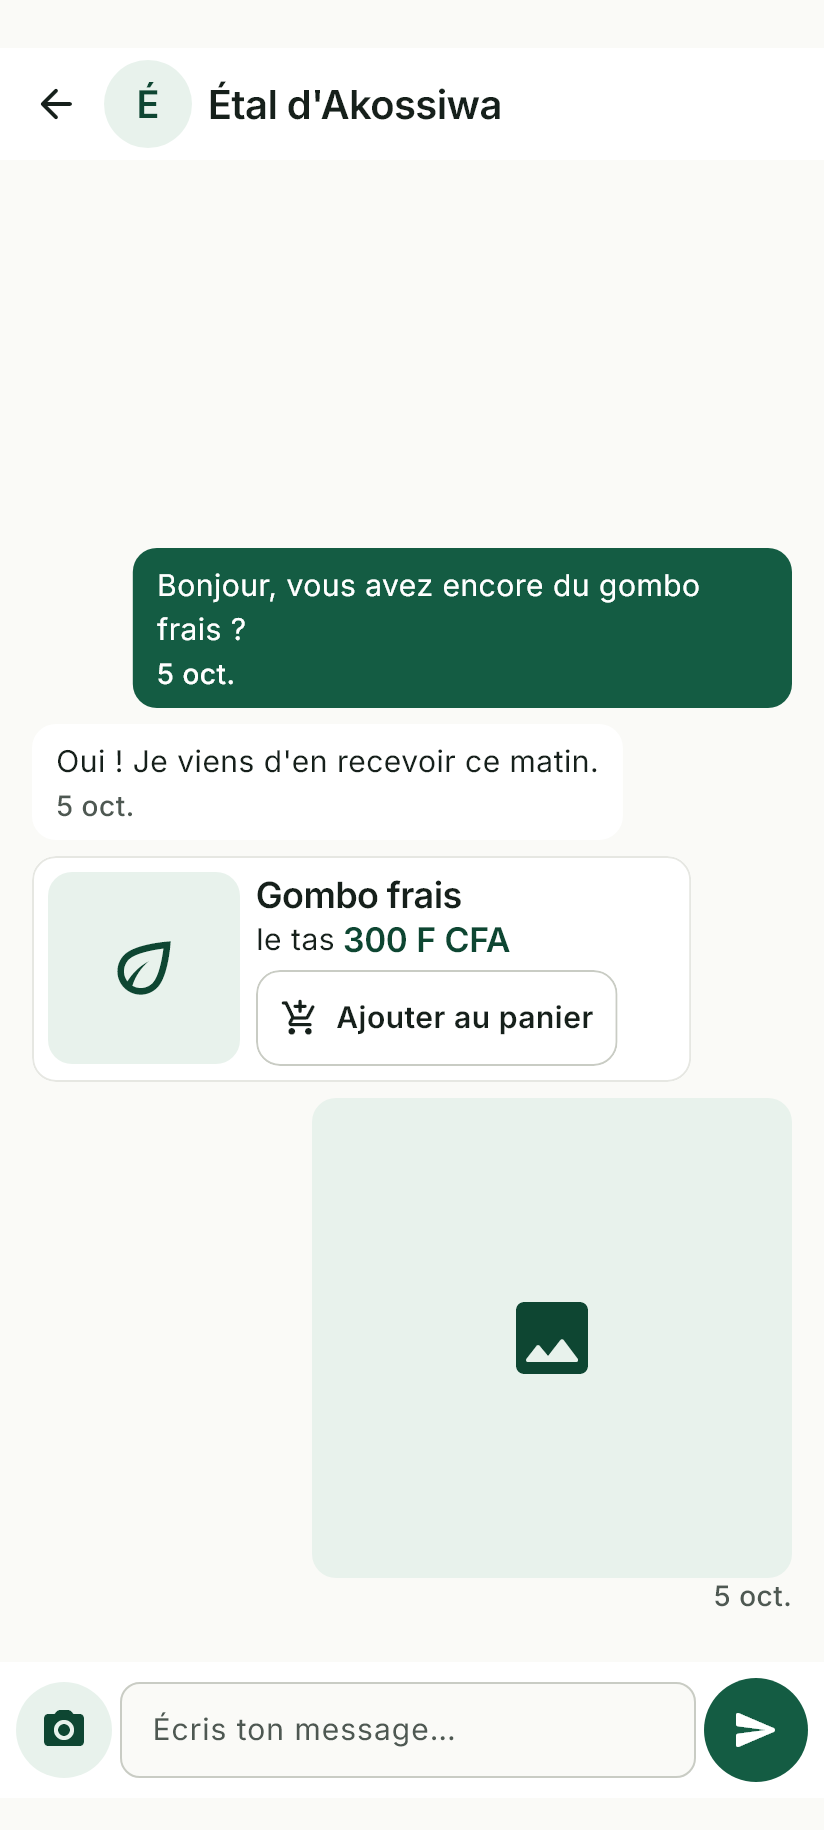 É
Étal d'Akossiwa
Bonjour, vous avez encore du gombo
frais ?
5 oct.
Oui ! Je viens d'en recevoir ce matin.
5 oct.
Gombo frais
le tas 300 F CFA
Ajouter au panier
5 oct.
Écris ton message...